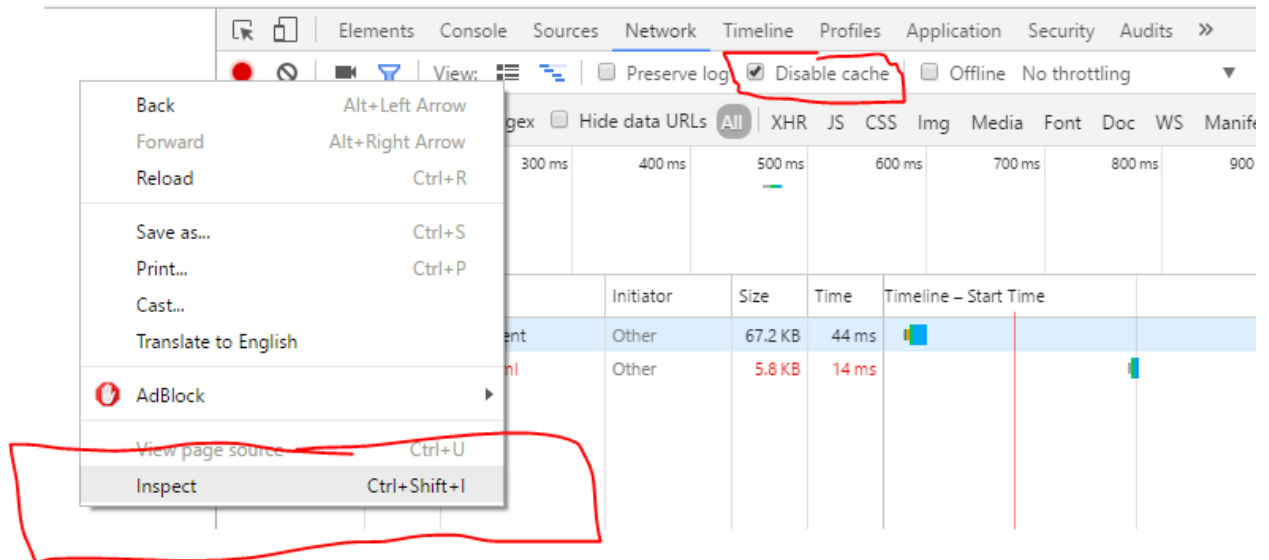 Elements Console Sources Network Timeline Profiles Application Security Audits »
View: Preserve log Disable cache Offline No throttling
gex Hide data URLs All XHR JS CSS Img Media Font Doc WS Manife
300 ms 400 ms 500 ms 600 ms 700 ms 800 ms 900
Initiator Size Time Timeline – Start Time
ent Other 67.2 KB 44 ms
ml Other 5.8 KB 14 ms
Back Alt+Left Arrow
Forward Alt+Right Arrow
Reload Ctrl+R
Save as... Ctrl+S
Print... Ctrl+P
Cast...
Translate to English
AdBlock
View page source Ctrl+U
Inspect Ctrl+Shift+I